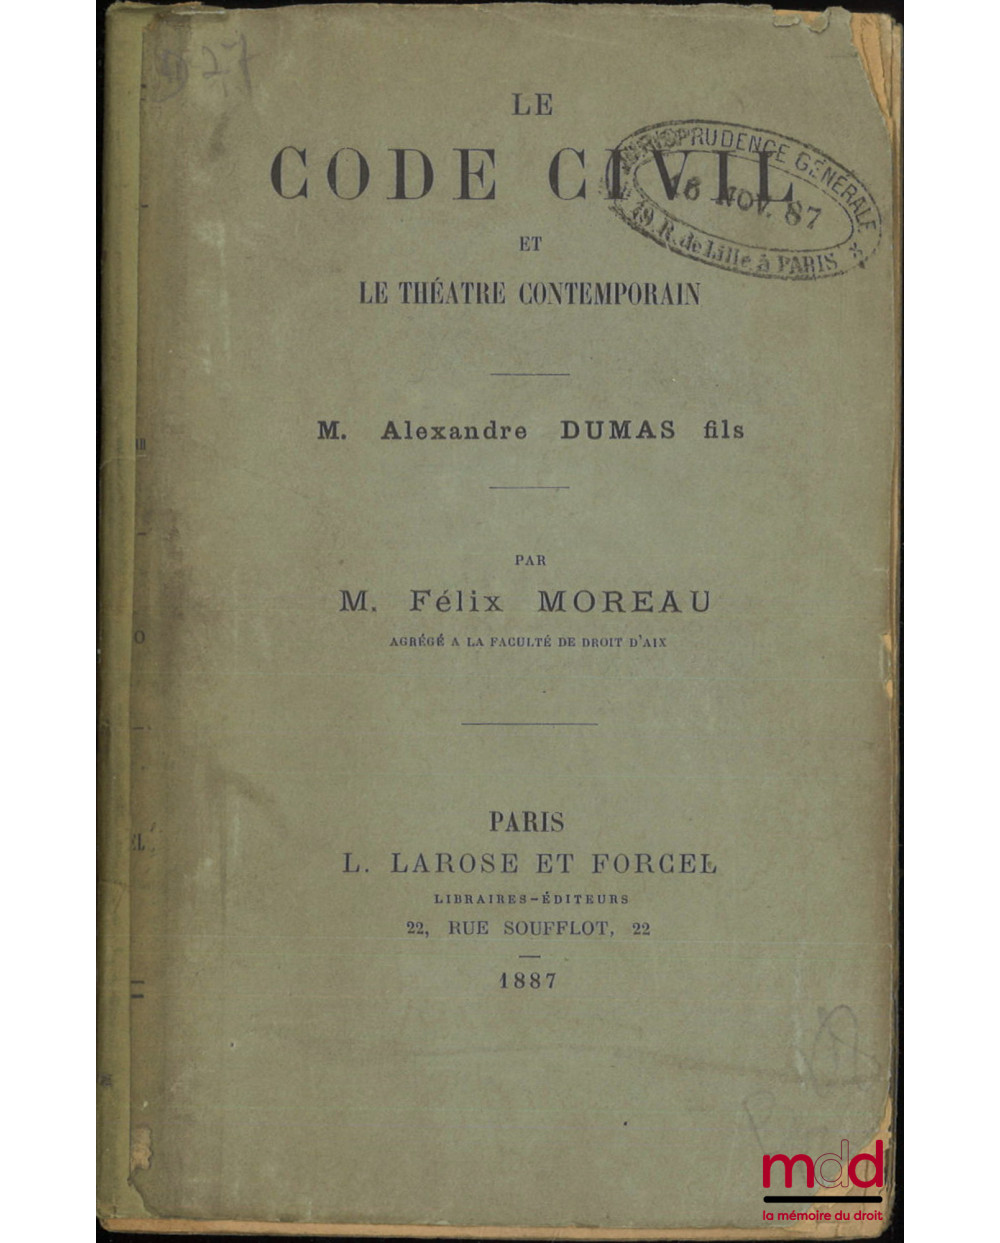 LE
CODE CIVIL
ET
LE THÉATRE CONTEMPORAIN
JURISPRUDENCE GÉNÉRALE
NOV. 87
19, R. de Lille à PARIS
M. Alexandre DUMAS fils
PAR
M. Félix MOREAU
AGRÉGÉ A LA FACULTÉ DE DROIT D'AIX
PARIS
L. LAROSE ET FORCEL
LIBRAIRES-ÉDITEURS
22, RUE SOUFFLOT, 22
1887
mdd
la mémoire du droit